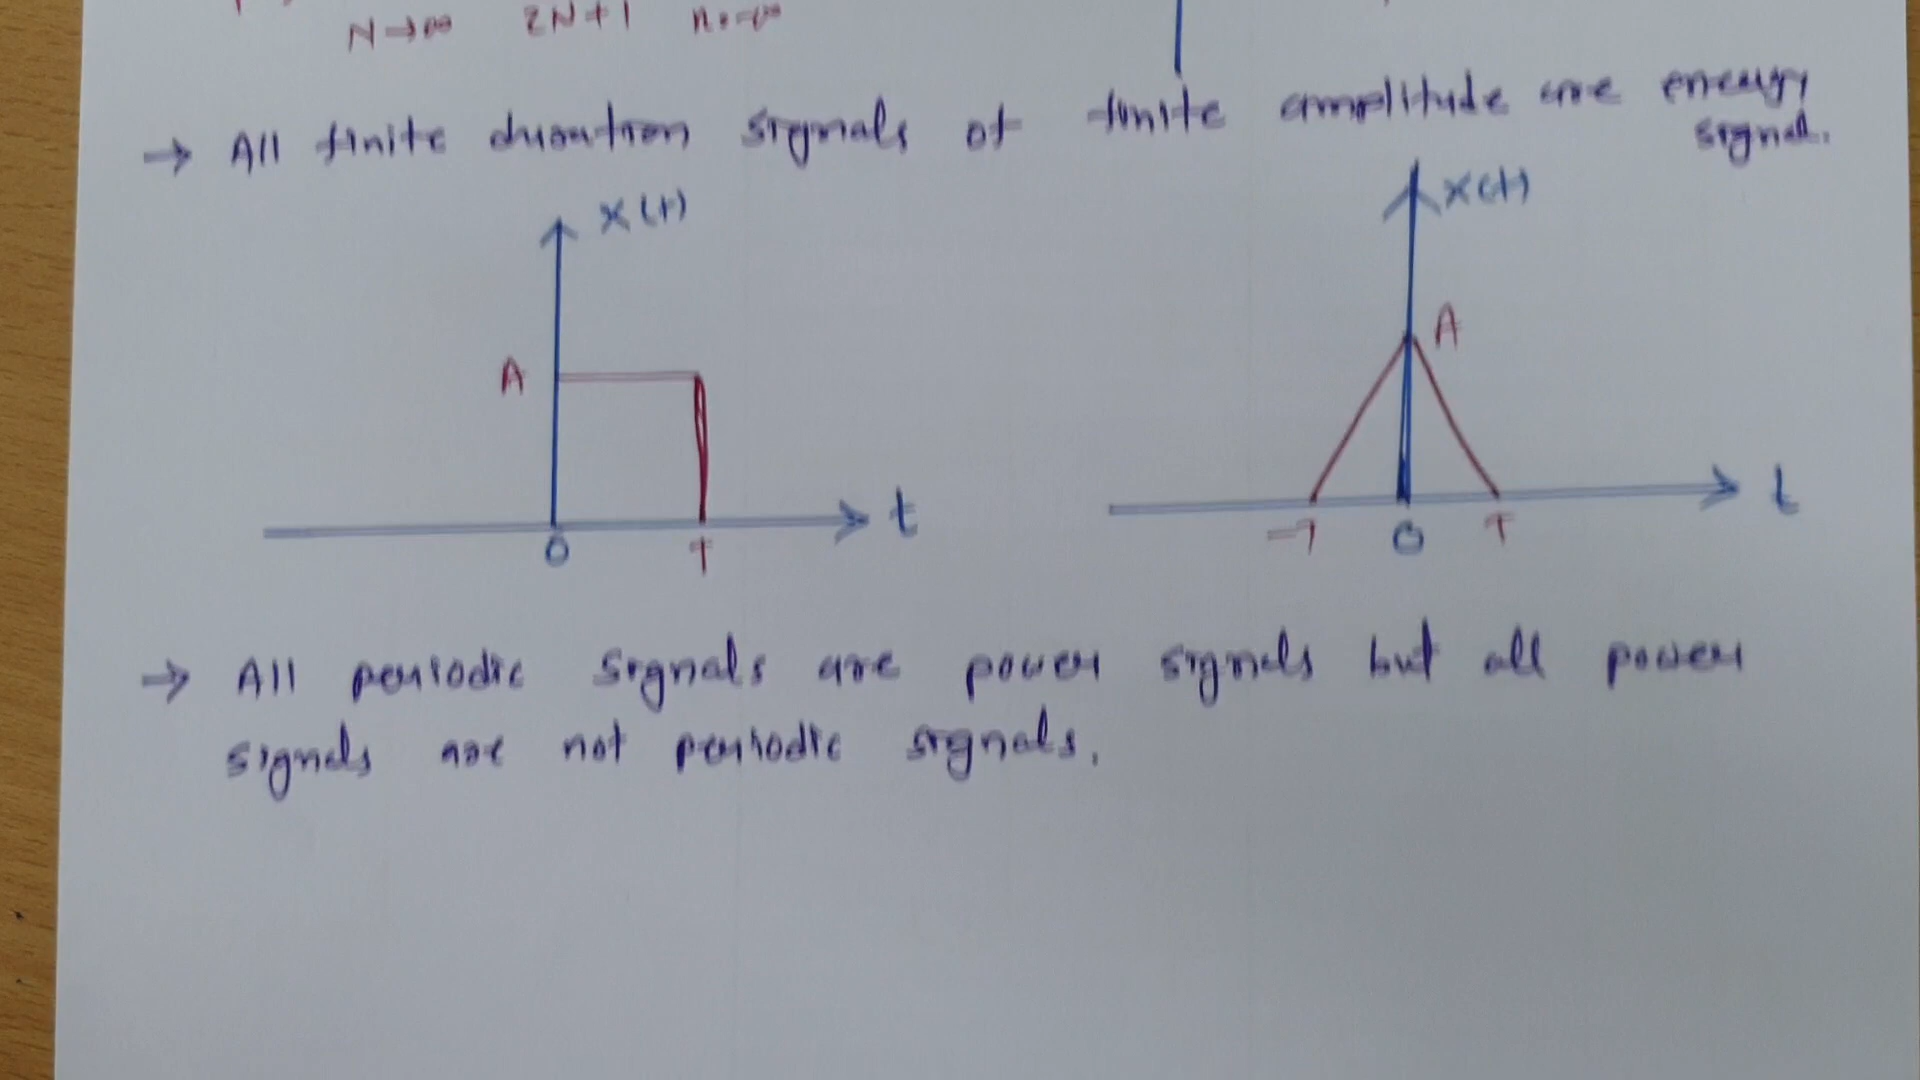 N→∞ 2N+1 n=-∞
→ All finite duration signals of finite amplitude are energy
signal.
x(t)
x(t)
A
A
t
t
0 T
-T 0 T
→ All periodic signals are power signals but all power
signals are not periodic signals.